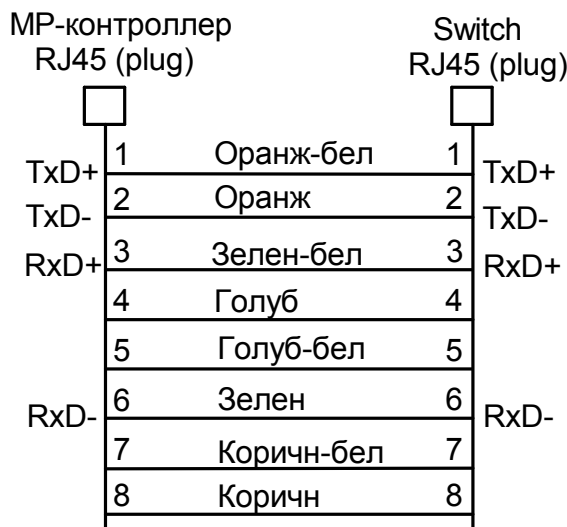 МР-контроллер
RJ45 (plug)
Switch
RJ45 (plug)
1 Оранж-бел 1
TxD+ TxD+
2 Оранж 2
TxD- TxD-
3 Зелен-бел 3
RxD+ RxD+
4 Голуб 4
5 Голуб-бел 5
6 Зелен 6
RxD- RxD-
7 Коричн-бел 7
8 Коричн 8